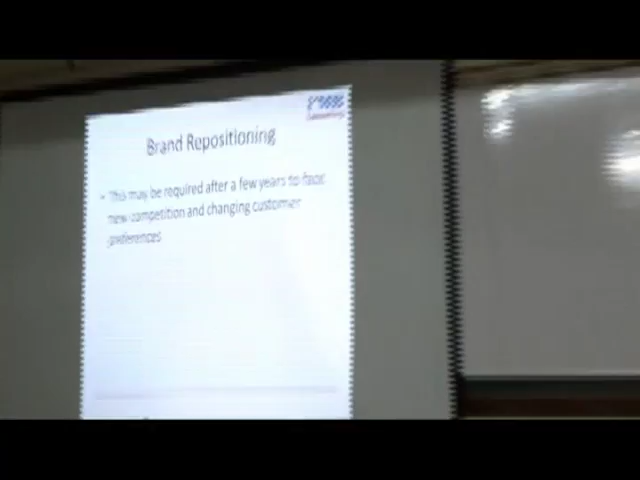 Brand Repositioning
This may be required after a few years to face
new competition and changing customer
preferences